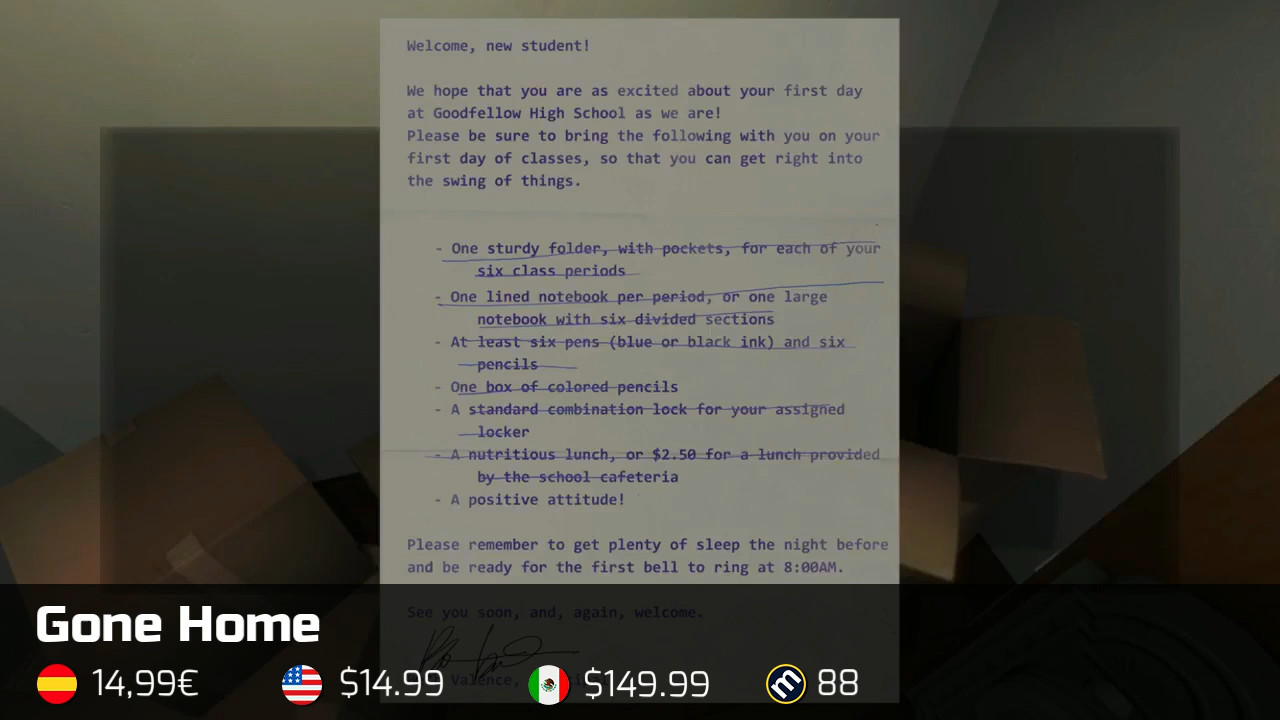 Welcome, new student!
We hope that you are as excited about your first day
at Goodfellow High School as we are!
Please be sure to bring the following with you on your
first day of classes, so that you can get right into
the swing of things.
- One sturdy folder, with pockets, for each of your
six class periods
- One lined notebook per period, or one large
notebook with six divided sections
- At least six pens (blue or black ink) and six
pencils
- One box of colored pencils
- A standard combination lock for your assigned
locker
- A nutritious lunch, or $2.50 for a lunch provided
by the school cafeteria
- A positive attitude!
Please remember to get plenty of sleep the night before
and be ready for the first bell to ring at 8:00AM.
See you soon, and, again, welcome.
Valence,
Gone Home
14,99€ $14.99 $149.99 m 88